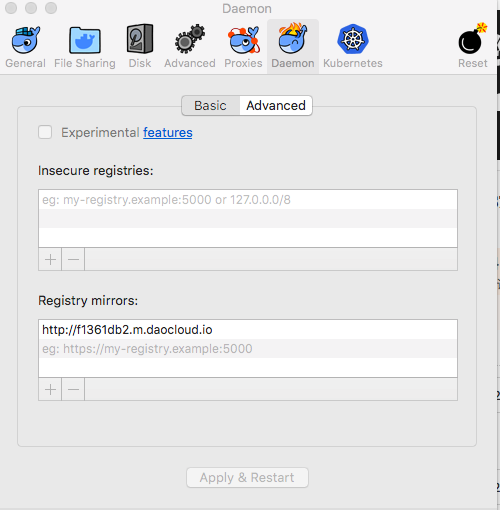 Daemon
General File Sharing Disk Advanced Proxies Daemon Kubernetes Reset
Basic Advanced
Experimental features
Insecure registries:
eg: my-registry.example:5000 or 127.0.0.0/8
Registry mirrors:
http://f1361db2.m.daocloud.io
eg: https://my-registry.example:5000
Apply & Restart